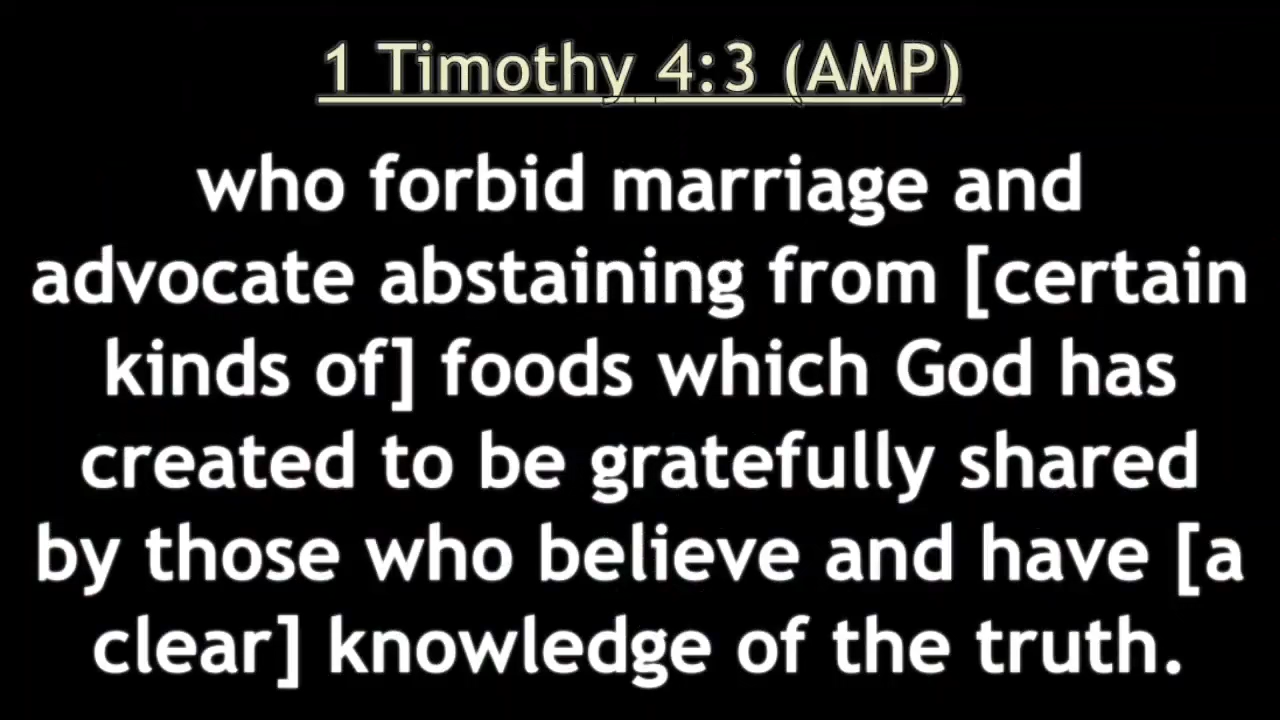 1 Timothy 4:3 (AMP)
who forbid marriage and
advocate abstaining from [certain
kinds of] foods which God has
created to be gratefully shared
by those who believe and have [a
clear] knowledge of the truth.